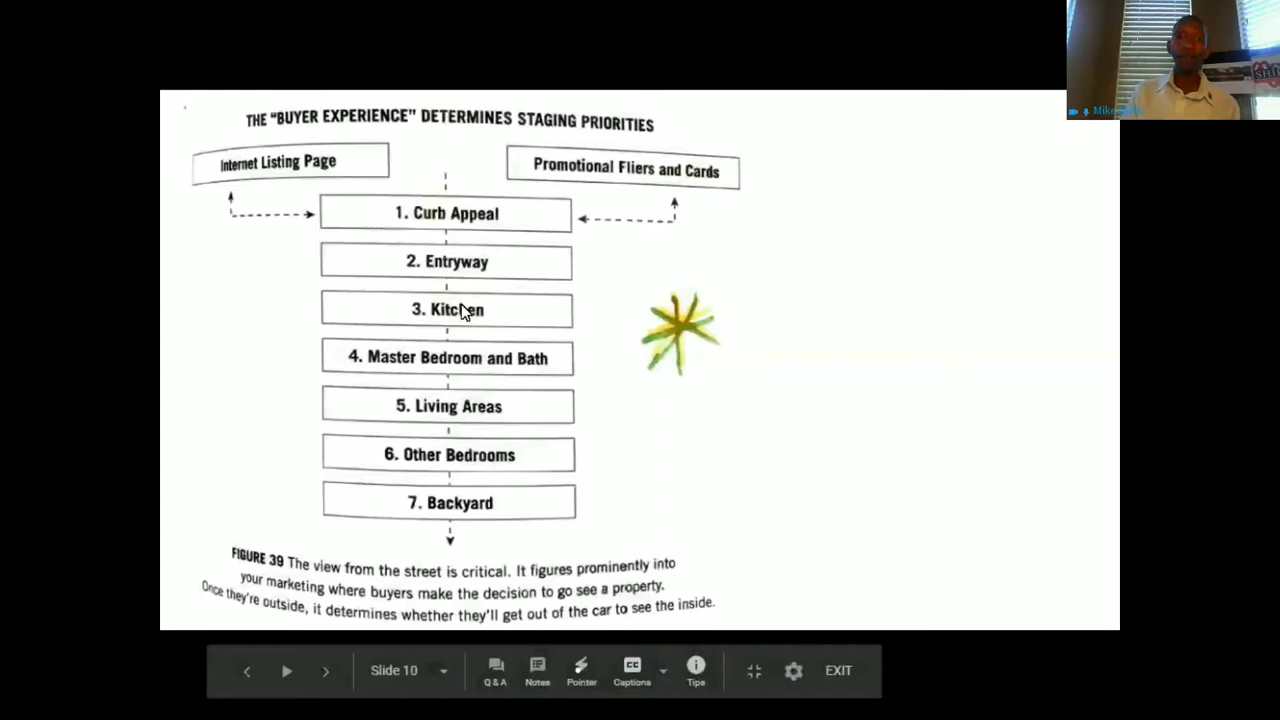 THE "BUYER EXPERIENCE" DETERMINES STAGING PRIORITIES
Internet Listing Page
Promotional Fliers and Cards
1. Curb Appeal
2. Entryway
3. Kitchen
4. Master Bedroom and Bath
5. Living Areas
6. Other Bedrooms
7. Backyard
FIGURE 39 The view from the street is critical. It figures prominently into
your marketing where buyers make the decision to go see a property.
Once they're outside, it determines whether they'll get out of the car to see the inside.
Slide 10
Q & A
Notes
Pointer
CC
Captions
Tips
EXIT